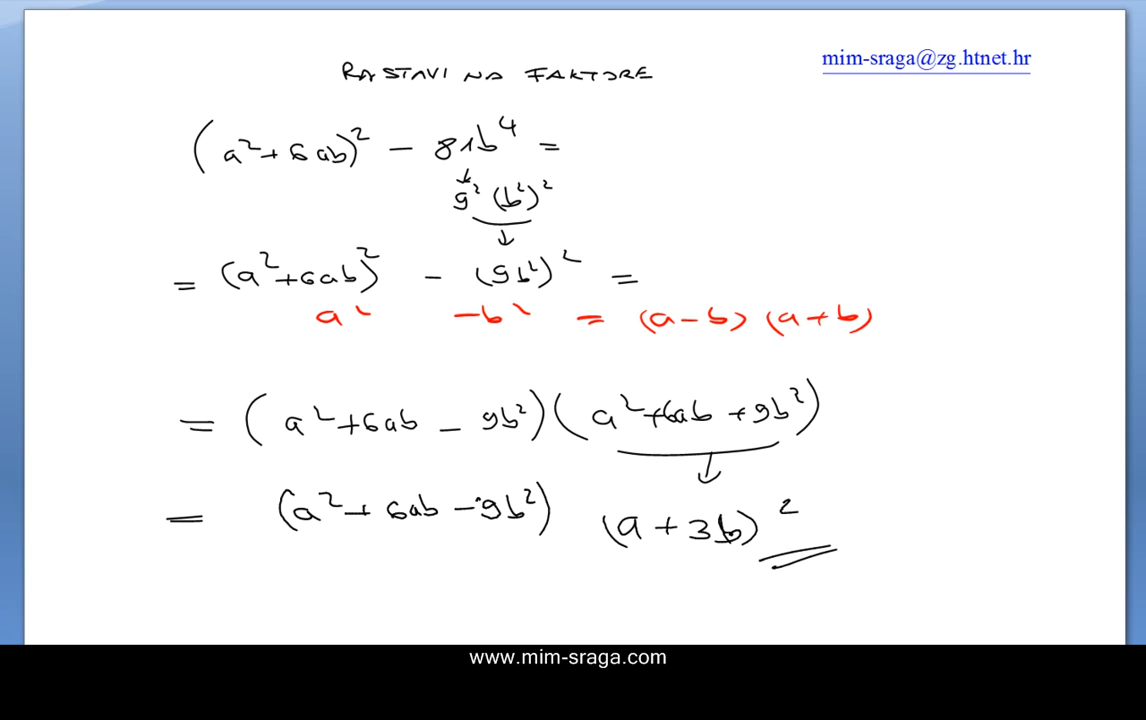 mim-sraga@zg.htnet.hr
RASTAVI NA FAKTORE
(a²+6ab)² − 81b⁴ =
↓
9² (b²)²
↓
= (a²+6ab)² − (9b²)² =
a² −b² = (a−b) (a+b)
= (a²+6ab − 9b²)(a²+6ab+9b²)
↓
= (a²+6ab−9b²) (a+3b)²
www.mim-sraga.com